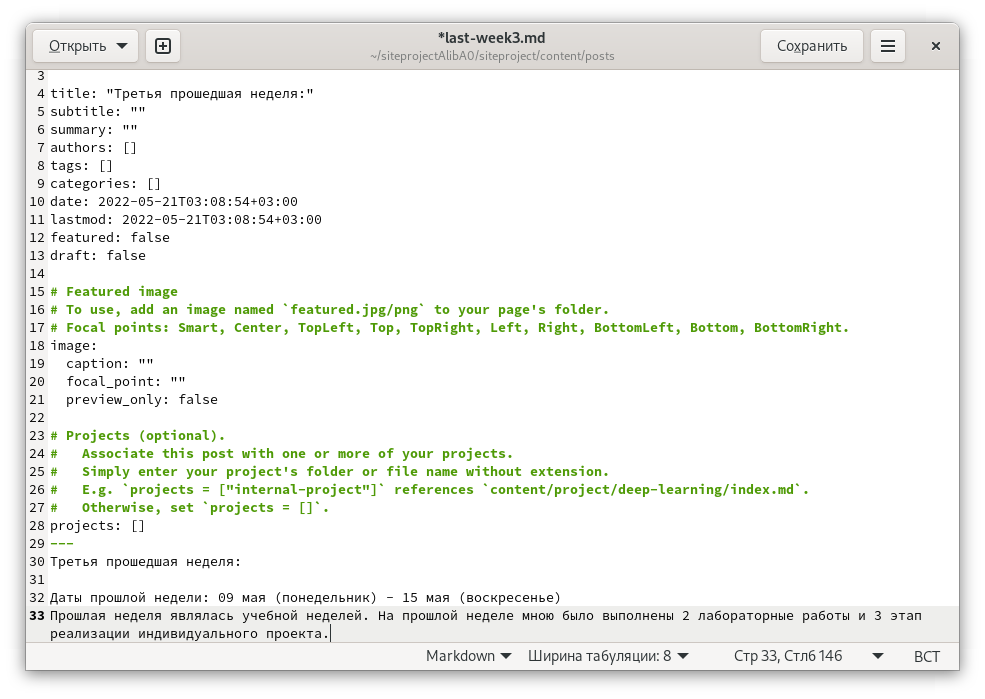 Открыть
*last-week3.md
~/siteprojectAlibA0/siteproject/content/posts
Сохранить
3
4 title: "Третья прошедшая неделя:"
5 subtitle: ""
6 summary: ""
7 authors: []
8 tags: []
9 categories: []
10 date: 2022-05-21T03:08:54+03:00
11 lastmod: 2022-05-21T03:08:54+03:00
12 featured: false
13 draft: false
14
15 # Featured image
16 # To use, add an image named `featured.jpg/png` to your page's folder.
17 # Focal points: Smart, Center, TopLeft, Top, TopRight, Left, Right, BottomLeft, Bottom, BottomRight.
18 image:
19   caption: ""
20   focal_point: ""
21   preview_only: false
22
23 # Projects (optional).
24 #   Associate this post with one or more of your projects.
25 #   Simply enter your project's folder or file name without extension.
26 #   E.g. `projects = ["internal-project"]` references `content/project/deep-learning/index.md`.
27 #   Otherwise, set `projects = []`.
28 projects: []
29 ---
30 Третья прошедшая неделя:
31
32 Даты прошлой недели: 09 мая (понедельник) - 15 мая (воскресенье)
33 Прошлая неделя являлась учебной неделей. На прошлой неделе мною было выполнены 2 лабораторные работы и 3 этап
реализации индивидуального проекта.
Markdown Ширина табуляции: 8 Стр 33, Стлб 146 ВСТ